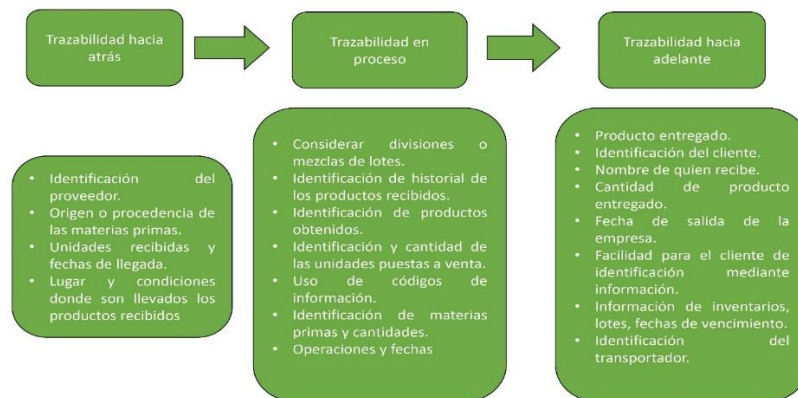 Trazabilidad hacia
atrás
Trazabilidad en
proceso
Trazabilidad hacia
adelante
• Identificación del
proveedor.
• Origen o procedencia de
las materias primas.
• Unidades recibidas y
fechas de llegada.
• Lugar y condiciones
donde son llevados los
productos recibidos
• Considerar divisiones o
mezclas de lotes.
• Identificación de historial de
los productos recibidos.
• Identificación de productos
obtenidos.
• Identificación y cantidad de
las unidades puestas a venta.
• Uso de códigos de
información.
• Identificación de materias
primas y cantidades.
• Operaciones y fechas
• Producto entregado.
• Identificación del cliente.
• Nombre de quien recibe.
• Cantidad de producto
entregado.
• Fecha de salida de la
empresa.
• Facilidad para el cliente de
identificación mediante
información.
• Información de inventarios,
lotes, fechas de vencimiento.
• Identificación del
transportador.